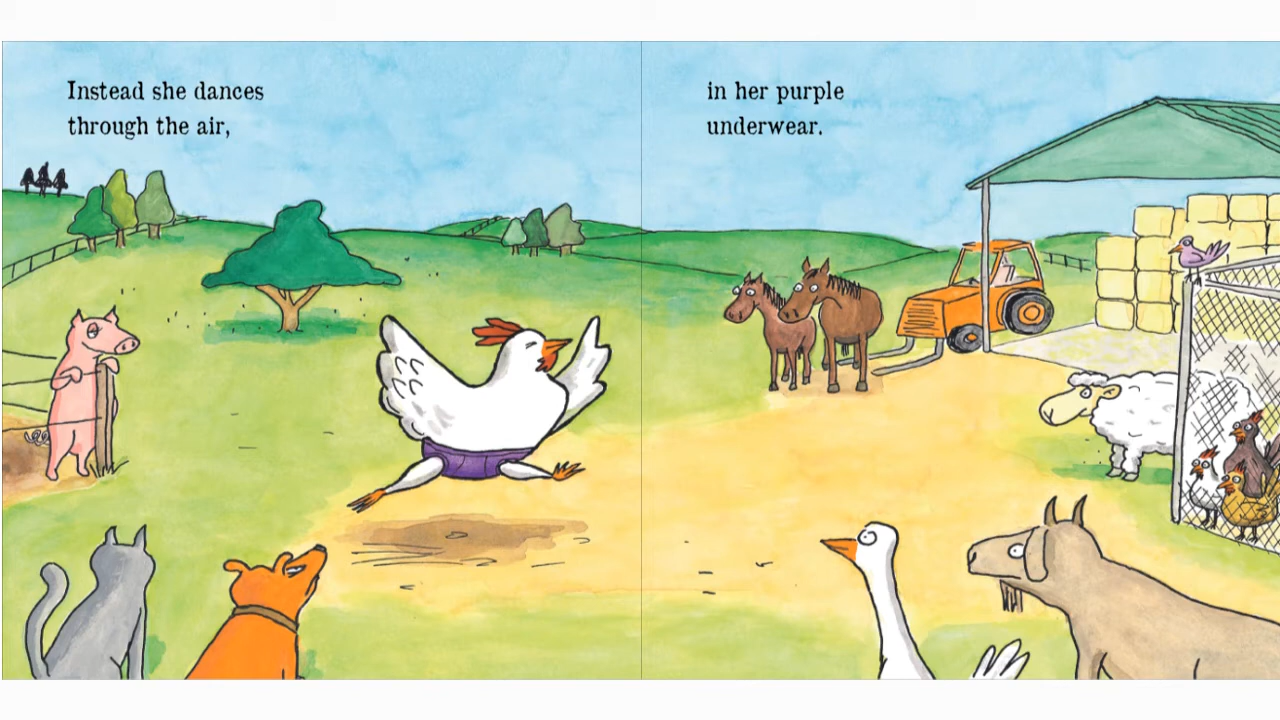 Instead she dances
through the air,
in her purple
underwear.